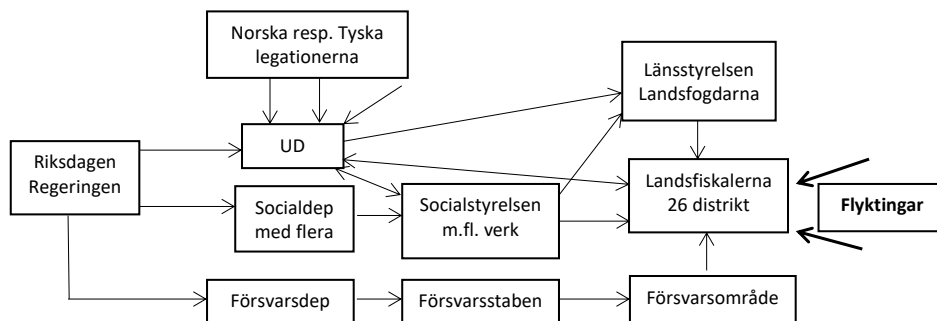 Norska resp. Tyska
legationerna
Länsstyrelsen
Landsfogdarna
UD
Riksdagen
Regeringen
Landsfiskalerna
26 distrikt
Flyktingar
Socialdep
med flera
Socialstyrelsen
m.fl. verk
Försvarsdep
Försvarsstaben
Försvarsområde